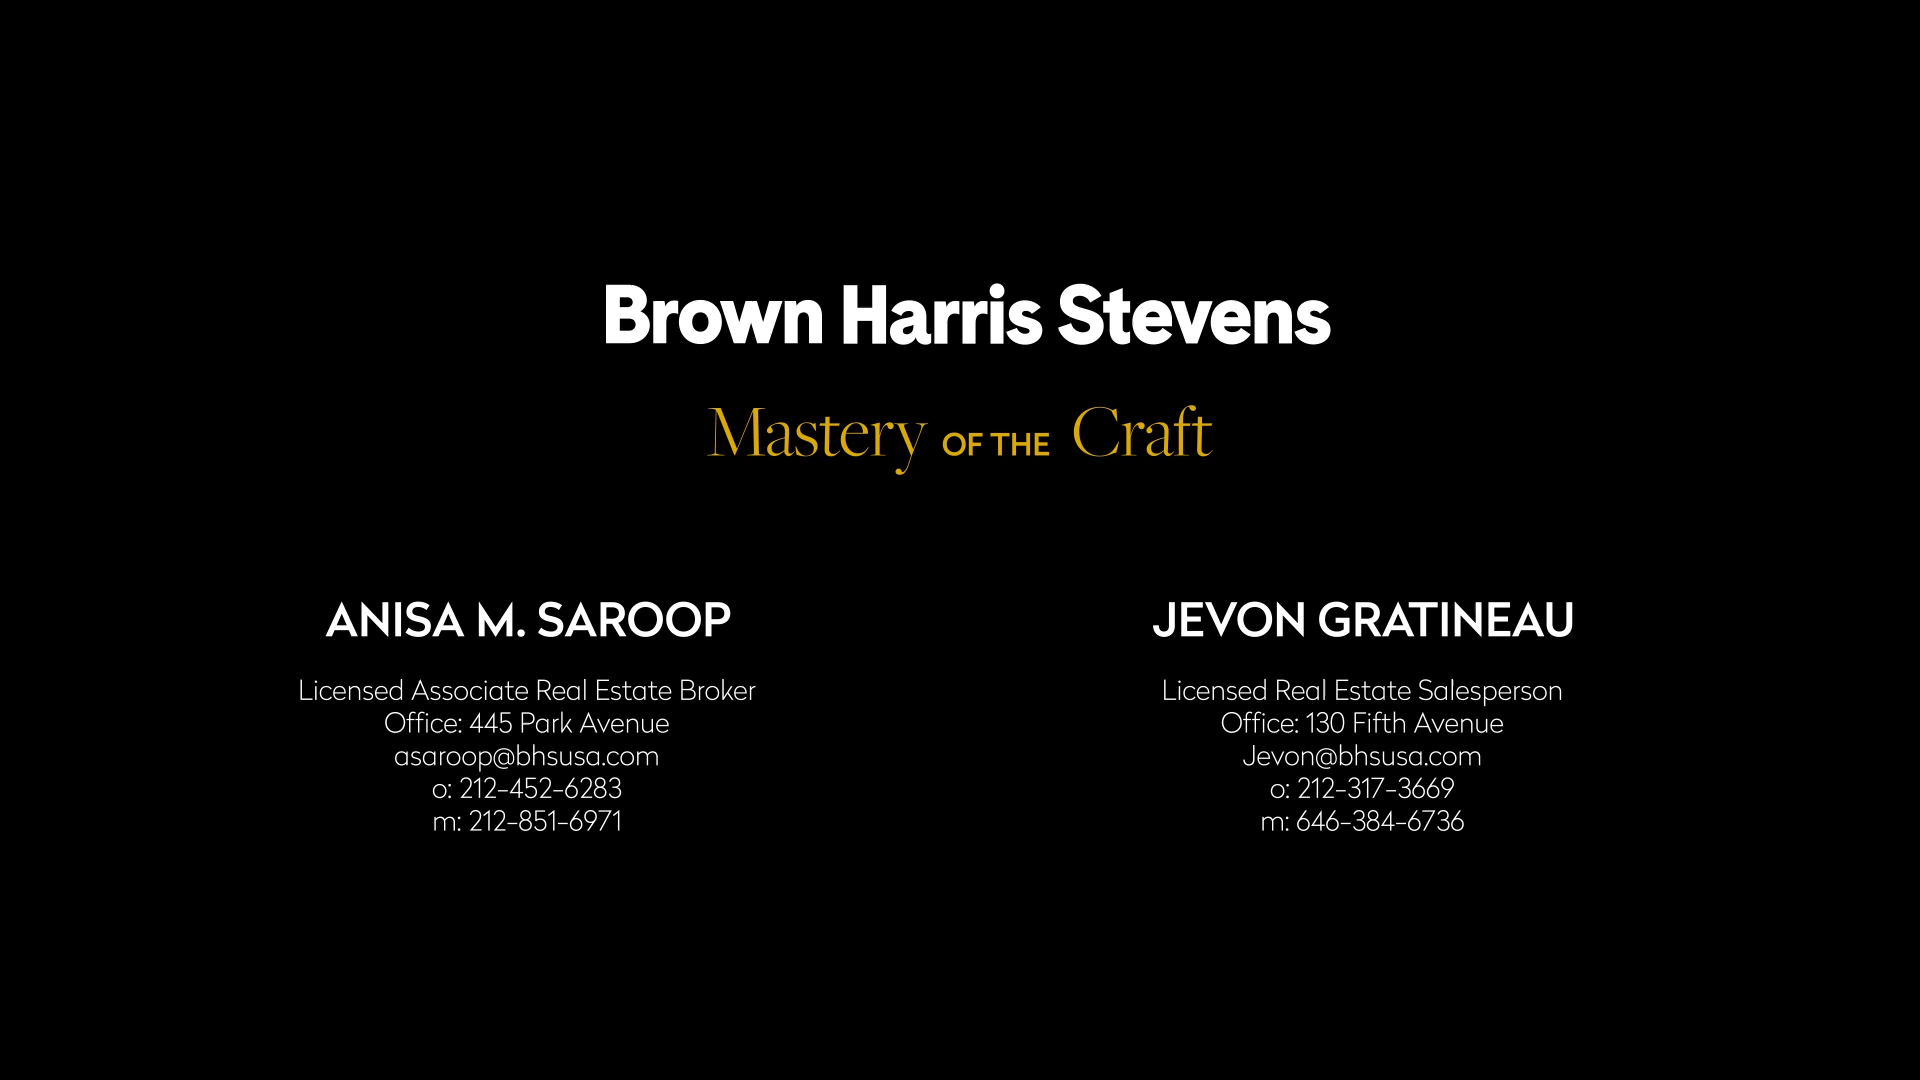 Brown Harris Stevens
Mastery OF THE Craft
ANISA M. SAROOP
Licensed Associate Real Estate Broker
Office: 445 Park Avenue
asaroop@bhsusa.com
o: 212-452-6283
m: 212-851-6971
JEVON GRATINEAU
Licensed Real Estate Salesperson
Office: 130 Fifth Avenue
Jevon@bhsusa.com
o: 212-317-3669
m: 646-384-6736